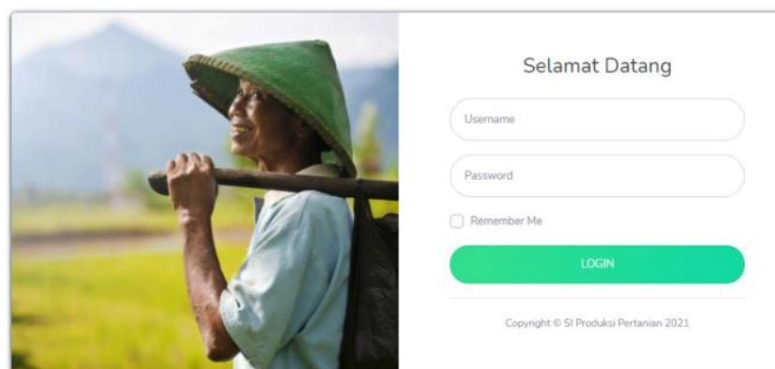 Selamat Datang
Username
Password
Remember Me
LOGIN
Copyright © SI Produksi Pertanian 2021